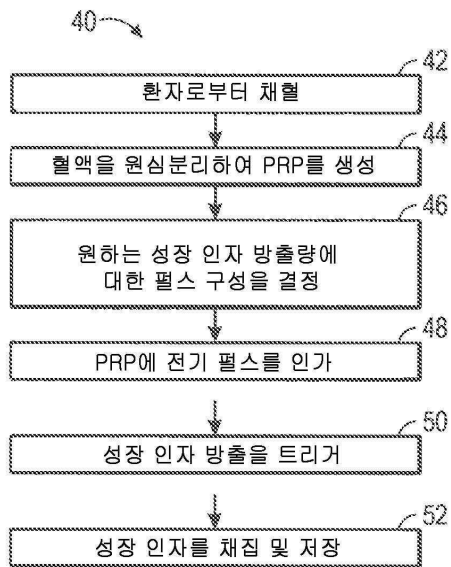 40
42
환자로부터 채혈
44
혈액을 원심분리하여 PRP를 생성
46
원하는 성장 인자 방출량에
대한 펄스 구성을 결정
48
PRP에 전기 펄스를 인가
50
성장 인자 방출을 트리거
52
성장 인자를 채집 및 저장